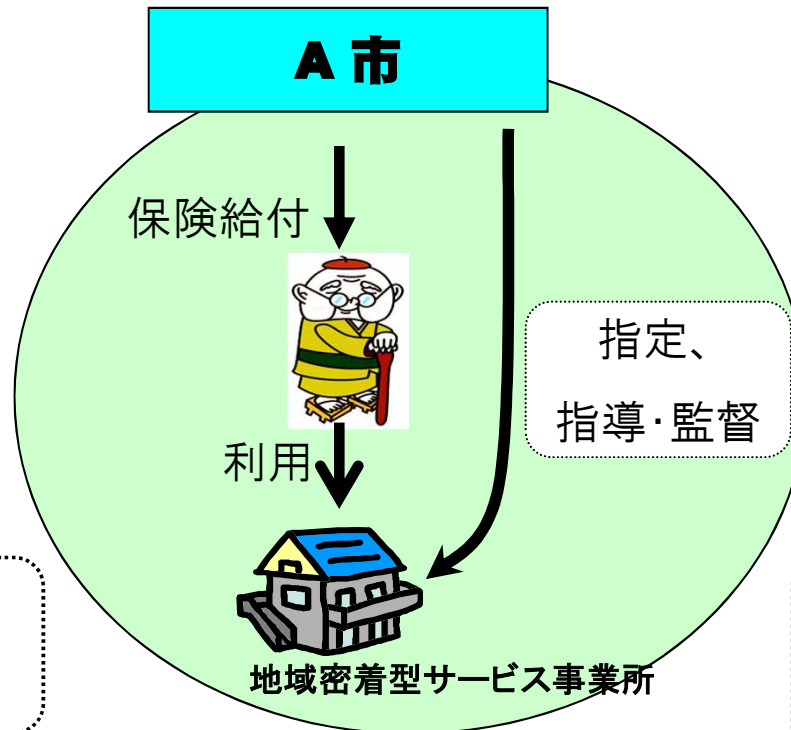 A 市
保険給付
指定、
指導･監督
利用
地域密着型サービス事業所